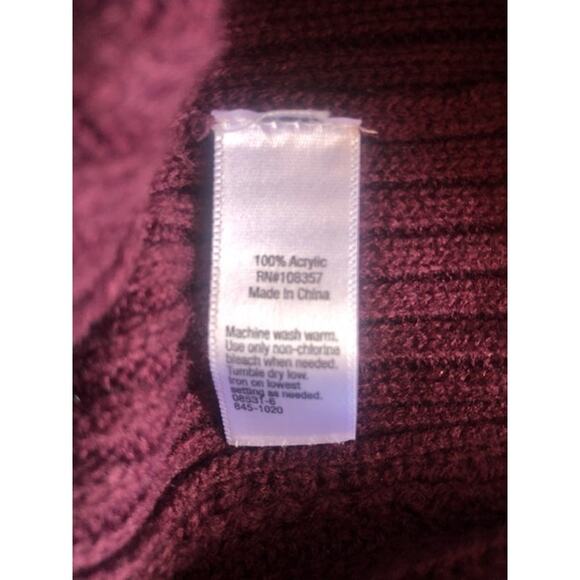 100% Acrylic
RN#108357
Made In China
Machine wash warm.
Use only non-chlorine
bleach when needed.
Tumble dry low.
Iron on lowest
setting as needed.
08531-6
845-1020